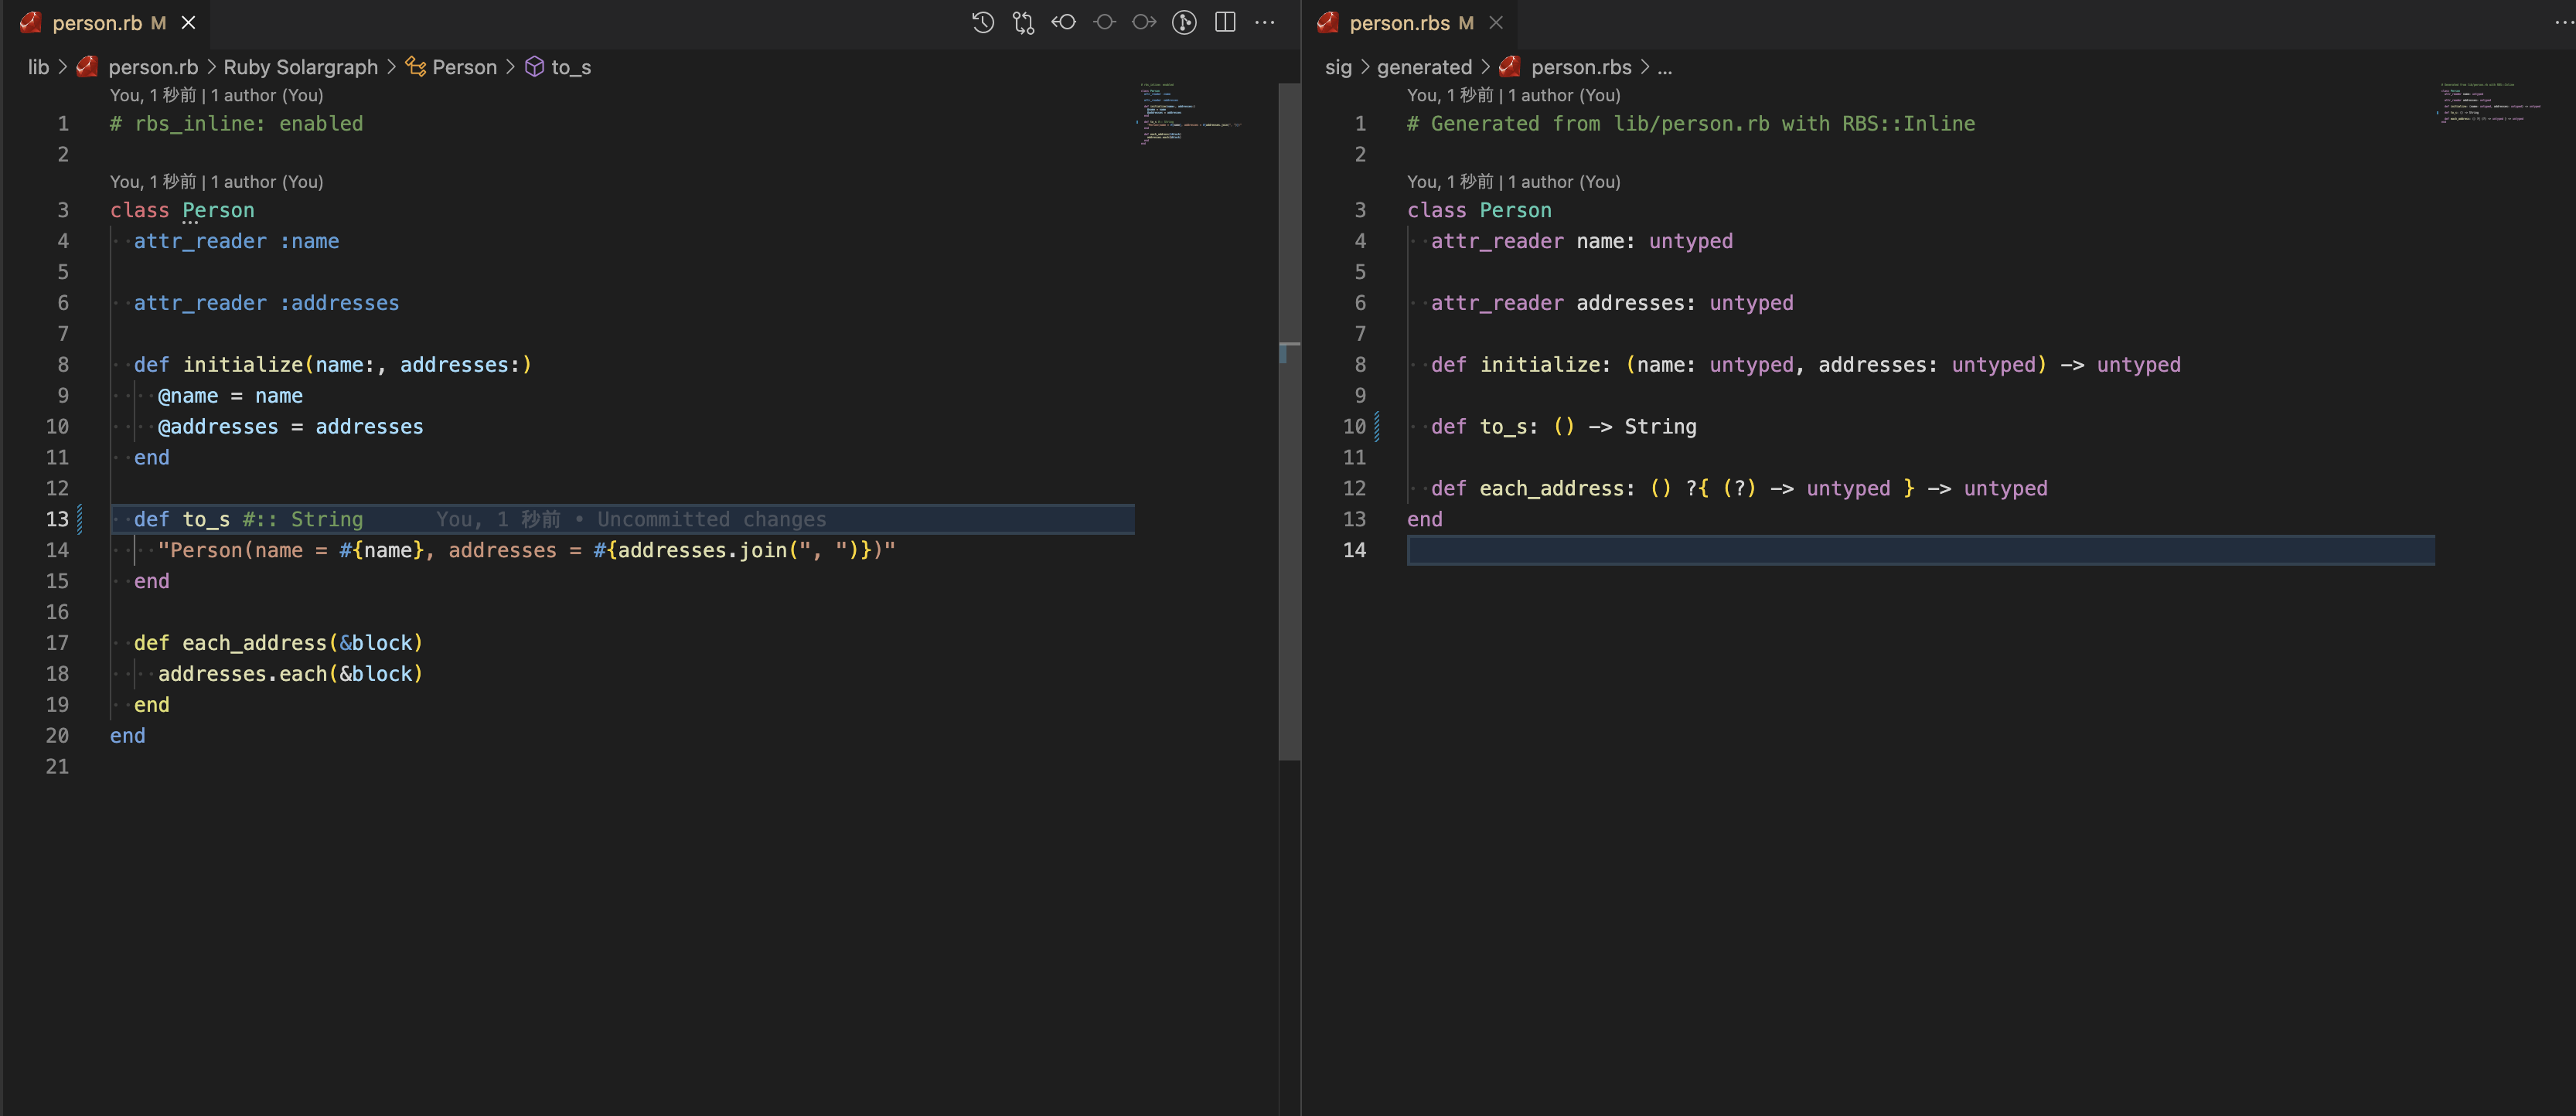 person.rb M
lib > person.rb > Ruby Solargraph > Person > to_s
You, 1 秒前 | 1 author (You)
1 # rbs_inline: enabled
2
You, 1 秒前 | 1 author (You)
3 class Person
4 attr_reader :name
5
6 attr_reader :addresses
7
8 def initialize(name:, addresses:)
9 @name = name
10 @addresses = addresses
11 end
12
13 def to_s #:: String You, 1 秒前 • Uncommitted changes
14 "Person(name = #{name}, addresses = #{addresses.join(", ")})"
15 end
16
17 def each_address(&block)
18 addresses.each(&block)
19 end
20 end
21
person.rbs M
sig > generated > person.rbs > ...
You, 1 秒前 | 1 author (You)
1 # Generated from lib/person.rb with RBS::Inline
2
You, 1 秒前 | 1 author (You)
3 class Person
4 attr_reader name: untyped
5
6 attr_reader addresses: untyped
7
8 def initialize: (name: untyped, addresses: untyped) -> untyped
9
10 def to_s: () -> String
11
12 def each_address: () ?{ (?) -> untyped } -> untyped
13 end
14